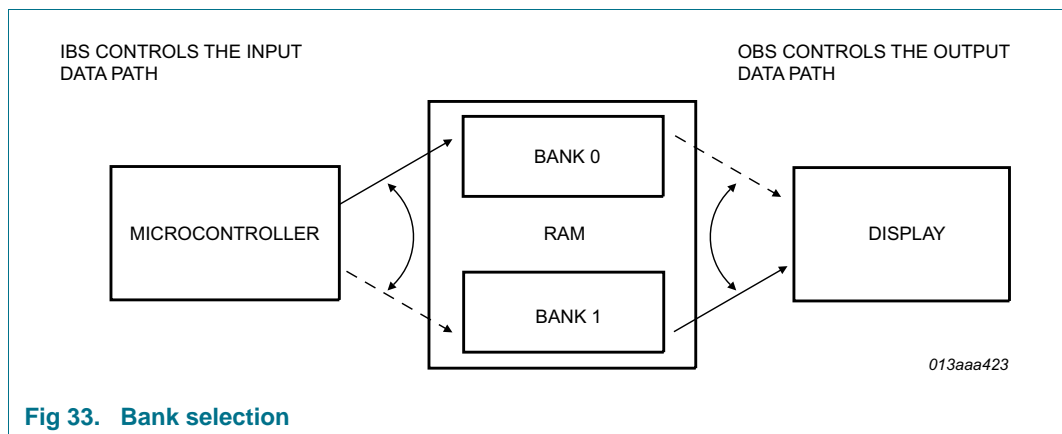 IBS CONTROLS THE INPUT
DATA PATH
OBS CONTROLS THE OUTPUT
DATA PATH
BANK 0
MICROCONTROLLER
RAM
DISPLAY
BANK 1
013aaa423
Fig 33. Bank selection